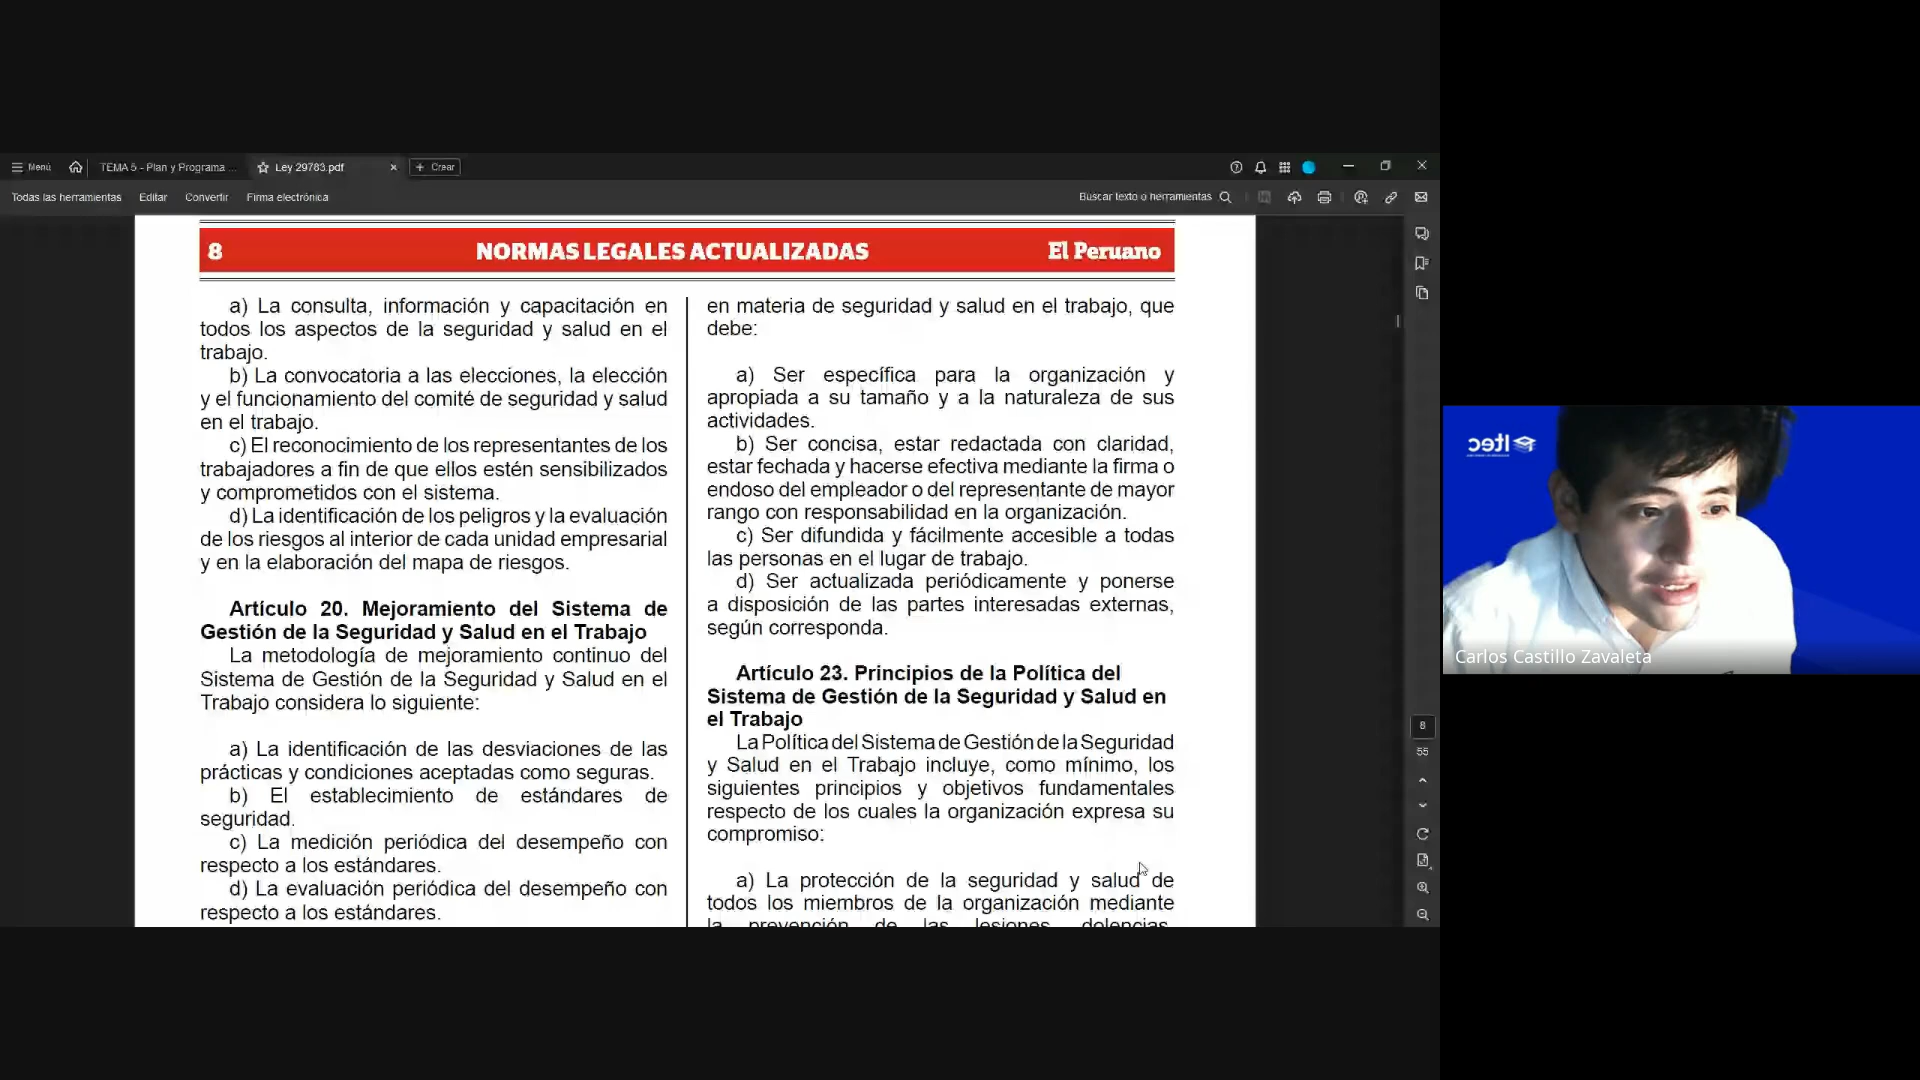 Menú
TEMA 5 - Plan y Programa ...
Ley 29783.pdf
Crear
Todas las herramientas
Editar
Convertir
Firma electrónica
Buscar texto o herramientas
8 NORMAS LEGALES ACTUALIZADAS El Peruano
a) La consulta, información y capacitación en
todos los aspectos de la seguridad y salud en el
trabajo.
b) La convocatoria a las elecciones, la elección
y el funcionamiento del comité de seguridad y salud
en el trabajo.
c) El reconocimiento de los representantes de los
trabajadores a fin de que ellos estén sensibilizados
y comprometidos con el sistema.
d) La identificación de los peligros y la evaluación
de los riesgos al interior de cada unidad empresarial
y en la elaboración del mapa de riesgos.
Artículo 20. Mejoramiento del Sistema de
Gestión de la Seguridad y Salud en el Trabajo
La metodología de mejoramiento continuo del
Sistema de Gestión de la Seguridad y Salud en el
Trabajo considera lo siguiente:
a) La identificación de las desviaciones de las
prácticas y condiciones aceptadas como seguras.
b) El establecimiento de estándares de
seguridad.
c) La medición periódica del desempeño con
respecto a los estándares.
d) La evaluación periódica del desempeño con
respecto a los estándares.
en materia de seguridad y salud en el trabajo, que
debe:
a) Ser específica para la organización y
apropiada a su tamaño y a la naturaleza de sus
actividades.
b) Ser concisa, estar redactada con claridad,
estar fechada y hacerse efectiva mediante la firma o
endoso del empleador o del representante de mayor
rango con responsabilidad en la organización.
c) Ser difundida y fácilmente accesible a todas
las personas en el lugar de trabajo.
d) Ser actualizada periódicamente y ponerse
a disposición de las partes interesadas externas,
según corresponda.
Artículo 23. Principios de la Política del
Sistema de Gestión de la Seguridad y Salud en
el Trabajo
La Política del Sistema de Gestión de la Seguridad
y Salud en el Trabajo incluye, como mínimo, los
siguientes principios y objetivos fundamentales
respecto de los cuales la organización expresa su
compromiso:
a) La protección de la seguridad y salud de
todos los miembros de la organización mediante
la prevención de las lesiones, dolencias,
8
55
Carlos Castillo Zavaleta